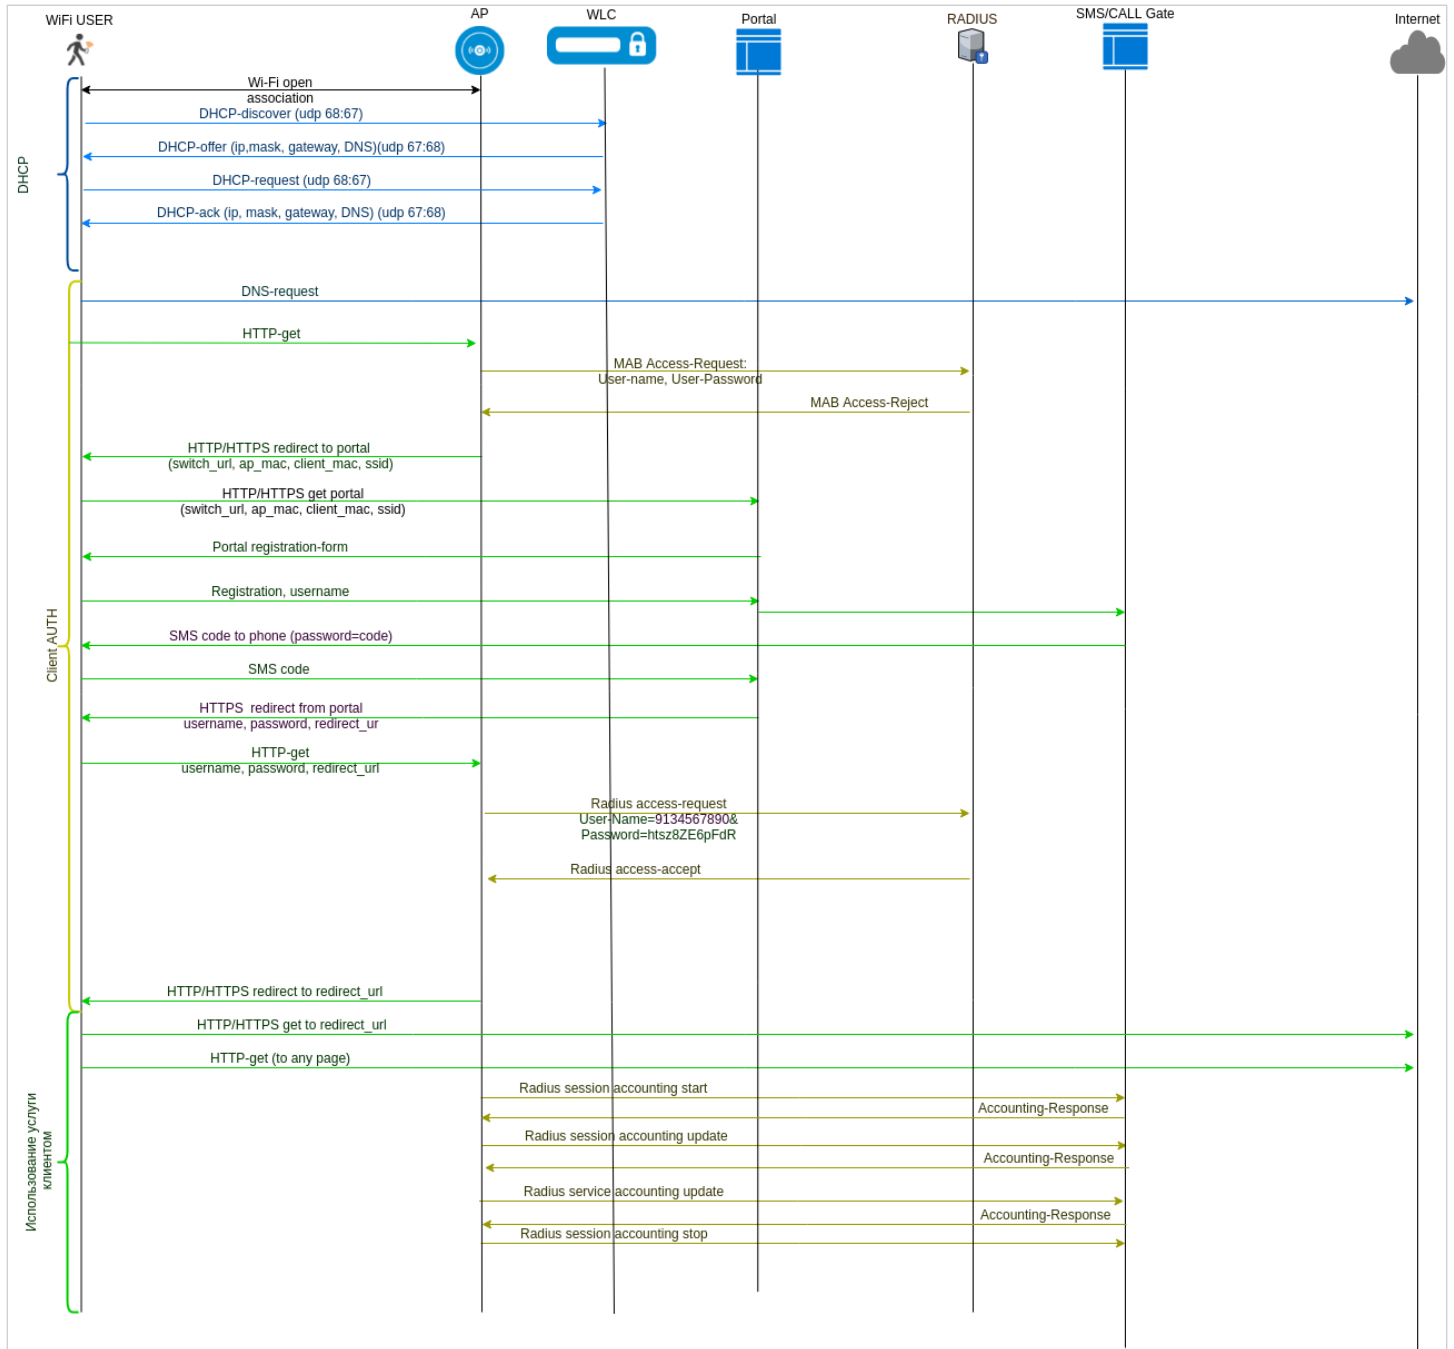 WiFi USER
AP
WLC
Portal
RADIUS
SMS/CALL Gate
Internet
Wi-Fi open
association
DHCP-discover (udp 68:67)
DHCP-offer (ip,mask, gateway, DNS)(udp 67:68)
DHCP-request (udp 68:67)
DHCP-ack (ip, mask, gateway, DNS) (udp 67:68)
DHCP
DNS-request
HTTP-get
MAB Access-Request:
User-name, User-Password
MAB Access-Reject
HTTP/HTTPS redirect to portal
(switch_url, ap_mac, client_mac, ssid)
HTTP/HTTPS get portal
(switch_url, ap_mac, client_mac, ssid)
Portal registration-form
Registration, username
SMS code to phone (password=code)
SMS code
Client AUTH
HTTPS  redirect from portal
username, password, redirect_ur
HTTP-get
username, password, redirect_url
Radius access-request
User-Name=9134567890&
Password=htsz8ZE6pFdR
Radius access-accept
HTTP/HTTPS redirect to redirect_url
HTTP/HTTPS get to redirect_url
HTTP-get (to any page)
Radius session accounting start
Accounting-Response
Radius session accounting update
Accounting-Response
Radius service accounting update
Accounting-Response
Radius session accounting stop
Использование услуги
клиентом